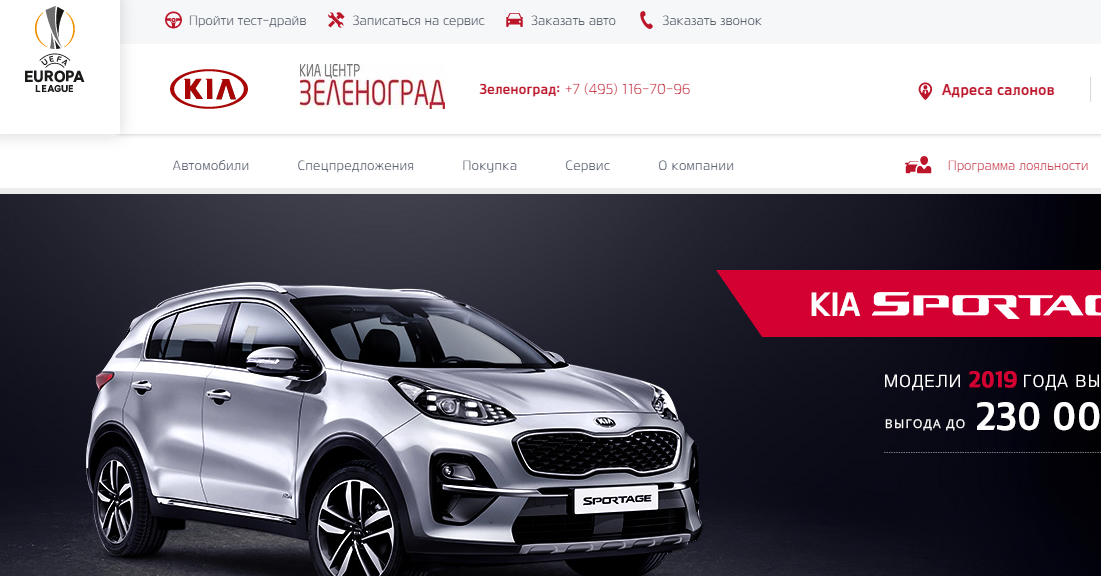 UEFA
EUROPA
LEAGUE
Пройти тест-драйв
Записаться на сервис
Заказать авто
Заказать звонок
KIA
КИА ЦЕНТР
ЗЕЛЕНОГРАД
Зеленоград: +7 (495) 116-70-96
Адреса салонов
Автомобили
Спецпредложения
Покупка
Сервис
О компании
Программа лояльности
KIA SPORTAG
МОДЕЛИ 2019 ГОДА ВЫ
ВЫГОДА ДО 230 00
KIA
SPORTAGE
KIA